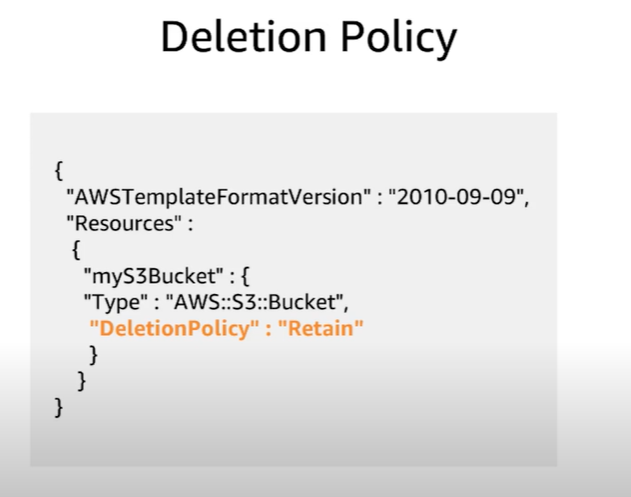 Deletion Policy
{
"AWSTemplateFormatVersion" : "2010-09-09",
"Resources" :
{
"myS3Bucket" : {
"Type" : "AWS::S3::Bucket",
"DeletionPolicy" : "Retain"
}
}
}